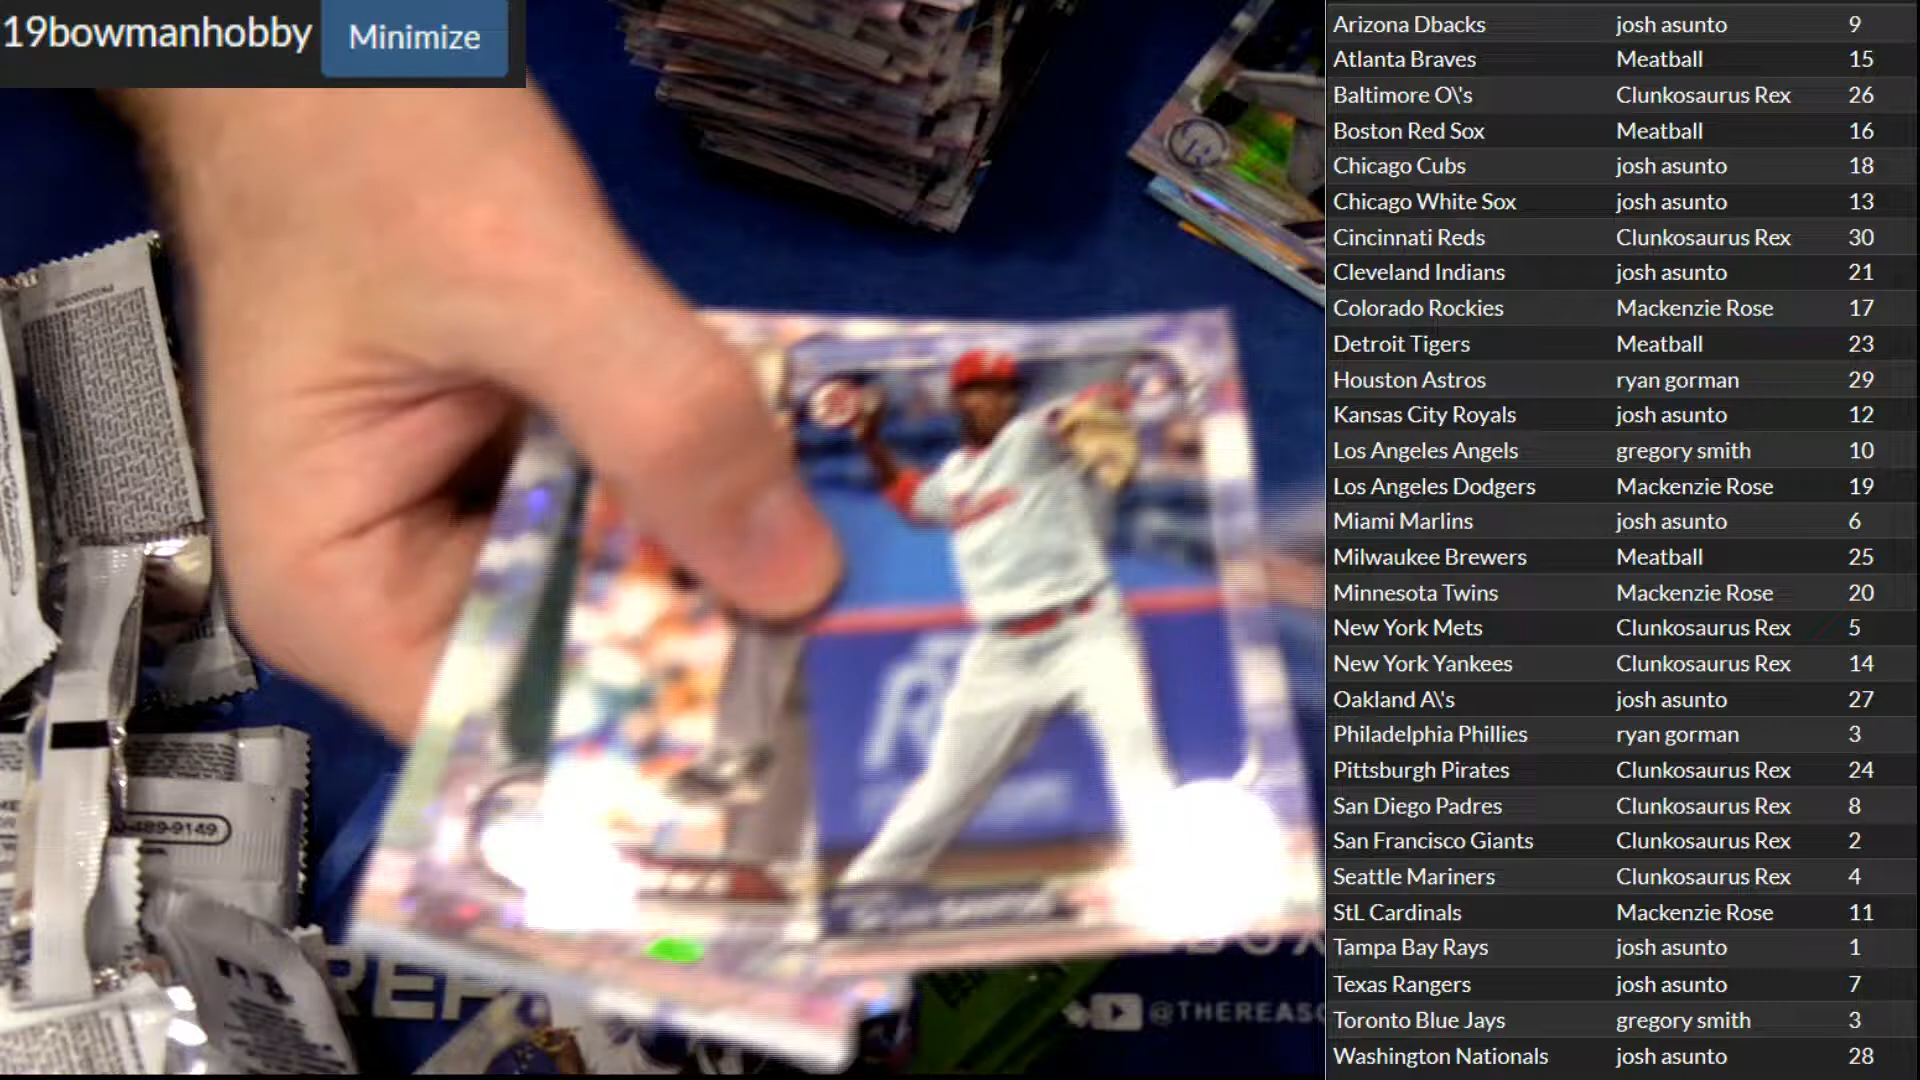 19bowmanhobby Minimize
Arizona Dbacks josh asunto 9
Atlanta Braves Meatball 15
Baltimore O\'s Clunkosaurus Rex 26
Boston Red Sox Meatball 16
Chicago Cubs josh asunto 18
Chicago White Sox josh asunto 13
Cincinnati Reds Clunkosaurus Rex 30
Cleveland Indians josh asunto 21
Colorado Rockies Mackenzie Rose 17
Detroit Tigers Meatball 23
Houston Astros ryan gorman 29
Kansas City Royals josh asunto 12
Los Angeles Angels gregory smith 10
Los Angeles Dodgers Mackenzie Rose 19
Miami Marlins josh asunto 6
Milwaukee Brewers Meatball 25
Minnesota Twins Mackenzie Rose 20
New York Mets Clunkosaurus Rex 5
New York Yankees Clunkosaurus Rex 14
Oakland A\'s josh asunto 27
Philadelphia Phillies ryan gorman 3
Pittsburgh Pirates Clunkosaurus Rex 24
San Diego Padres Clunkosaurus Rex 8
San Francisco Giants Clunkosaurus Rex 2
Seattle Mariners Clunkosaurus Rex 4
StL Cardinals Mackenzie Rose 11
Tampa Bay Rays josh asunto 1
Texas Rangers josh asunto 7
Toronto Blue Jays gregory smith 3
Washington Nationals josh asunto 28
-489-9149
@THEREASO